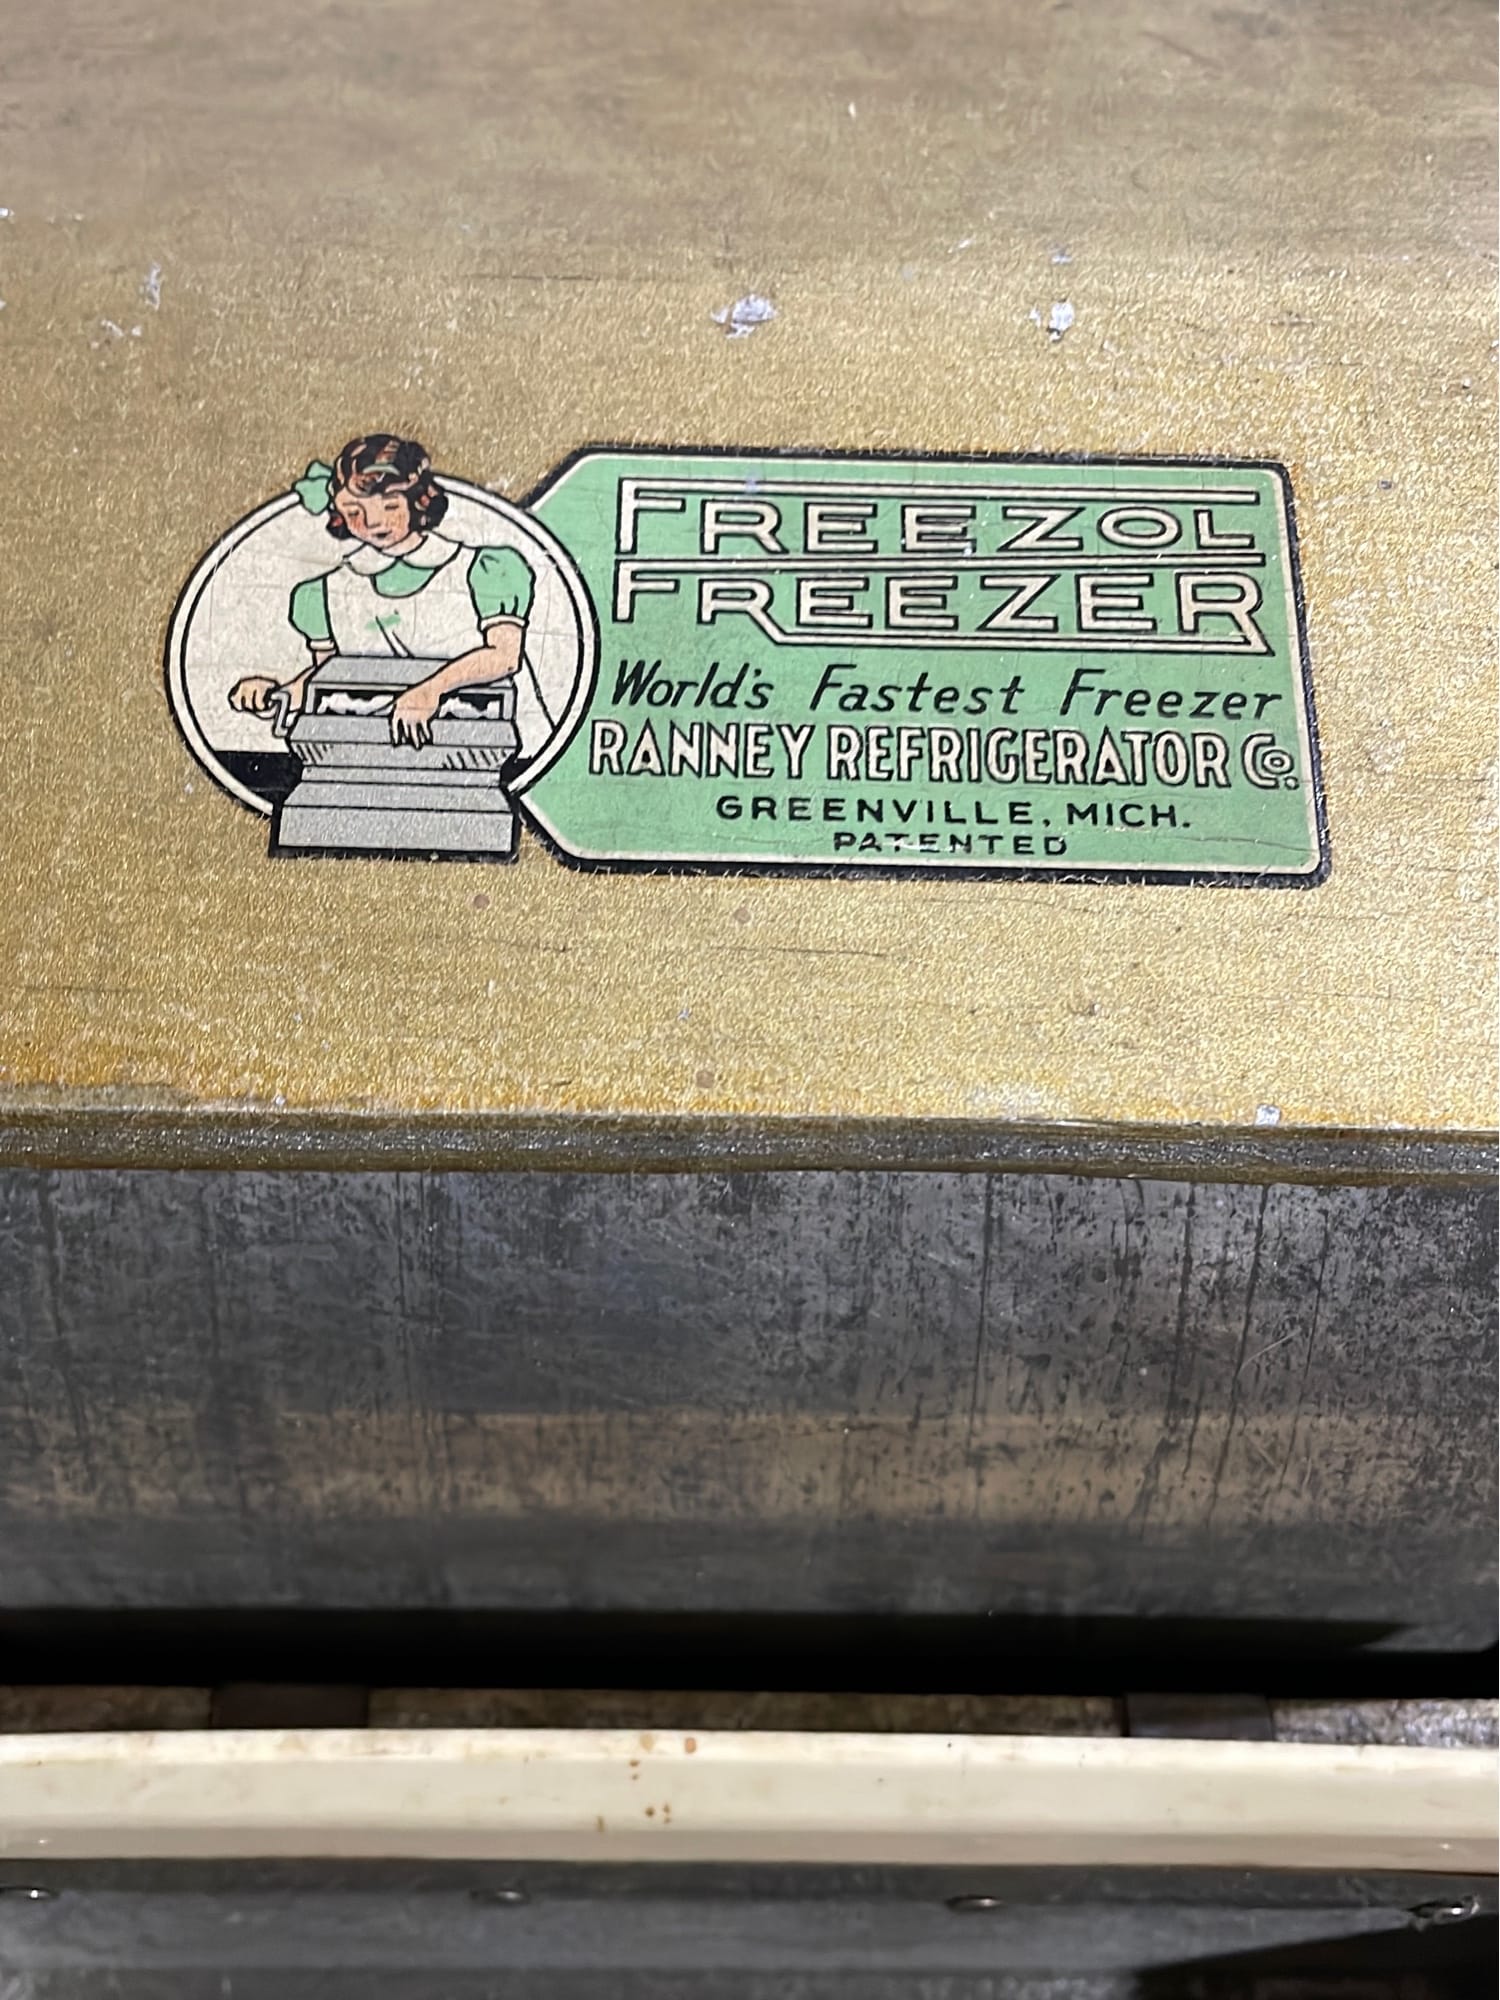 FREEZOL
FREEZER
World's Fastest Freezer
RANNEY REFRIGERATOR Co.
GREENVILLE, MICH.
PATENTED